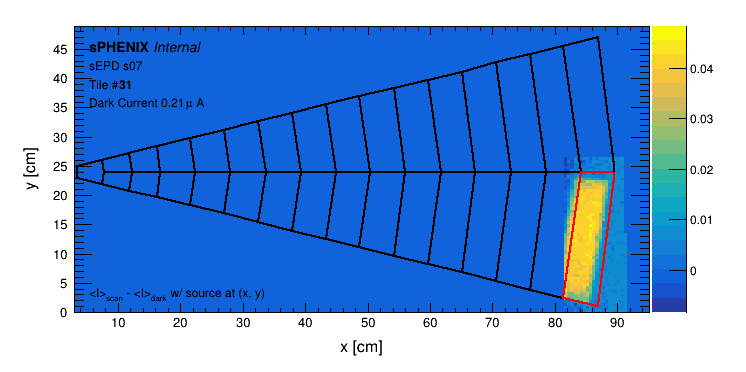 sPHENIX Internal
sEPD s07
Tile #31
Dark Current 0.21 μ A
<I>scan - <I>dark w/ source at (x, y)
y [cm]
45
40
35
30
25
20
15
10
5
0
10 20 30 40 50 60 70 80 90
x [cm]
0.04
0.03
0.02
0.01
0